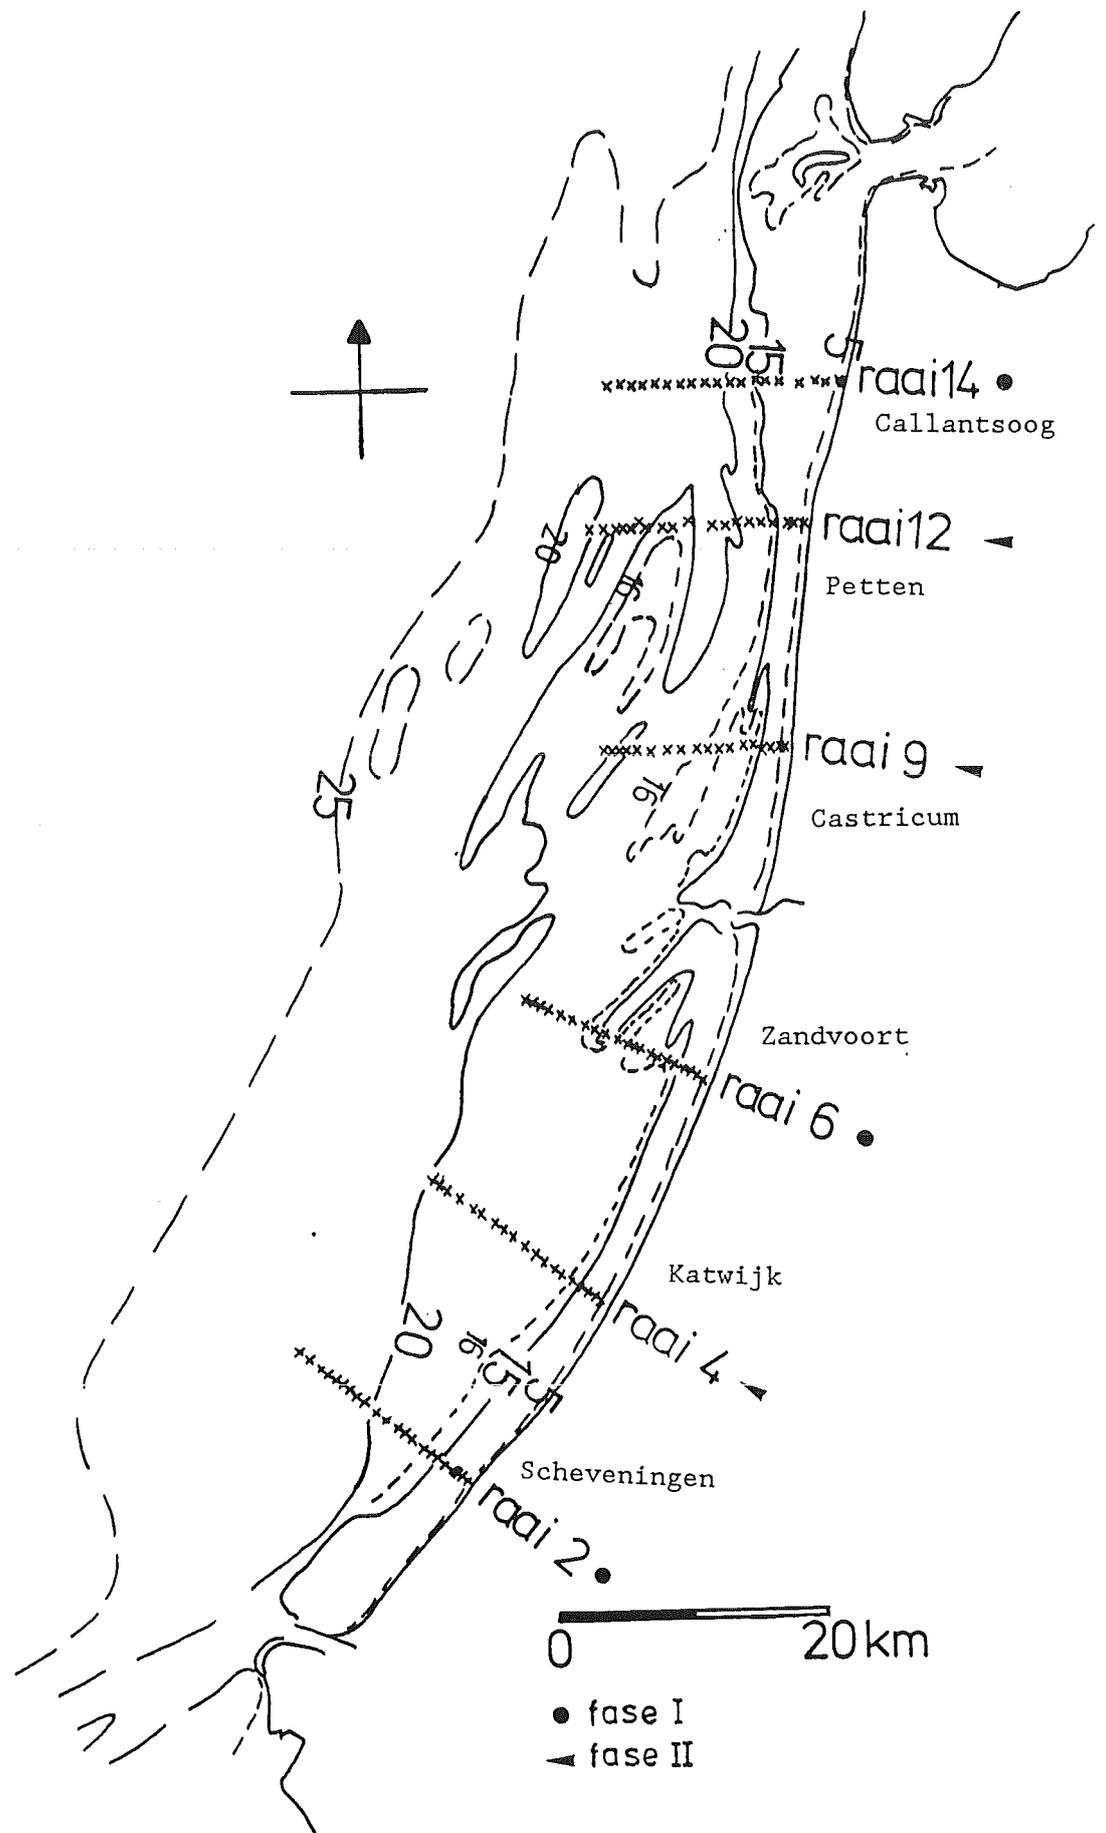 20
15
5
raai14
Callantsoog
20
raai12
16
Petten
raai 9
25
16
Castricum
Zandvoort
raai 6
Katwijk
raai 4
20
16
15
5
Scheveningen
raai 2
0
20km
fase I
fase II